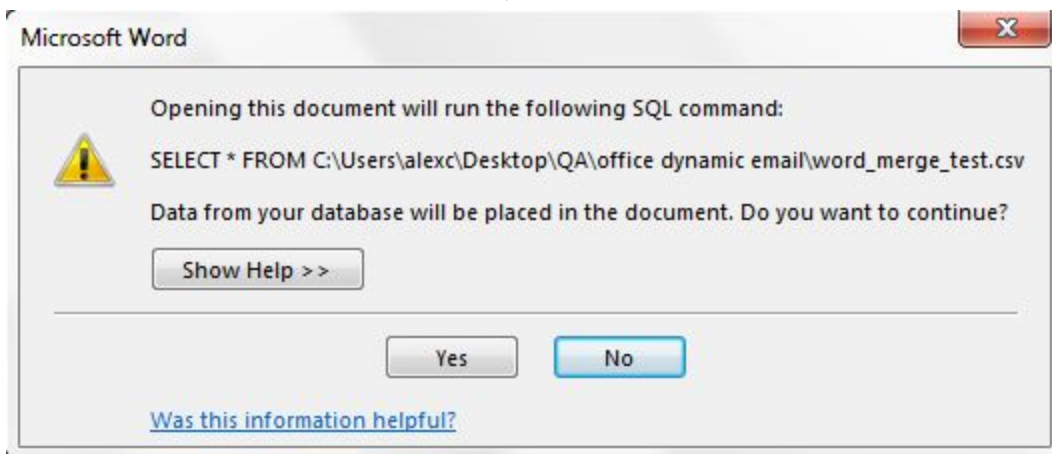 Microsoft Word
Opening this document will run the following SQL command:
SELECT * FROM C:\Users\alexc\Desktop\QA\office dynamic email\word_merge_test.csv
Data from your database will be placed in the document. Do you want to continue?
Show Help >>
Yes No
Was this information helpful?